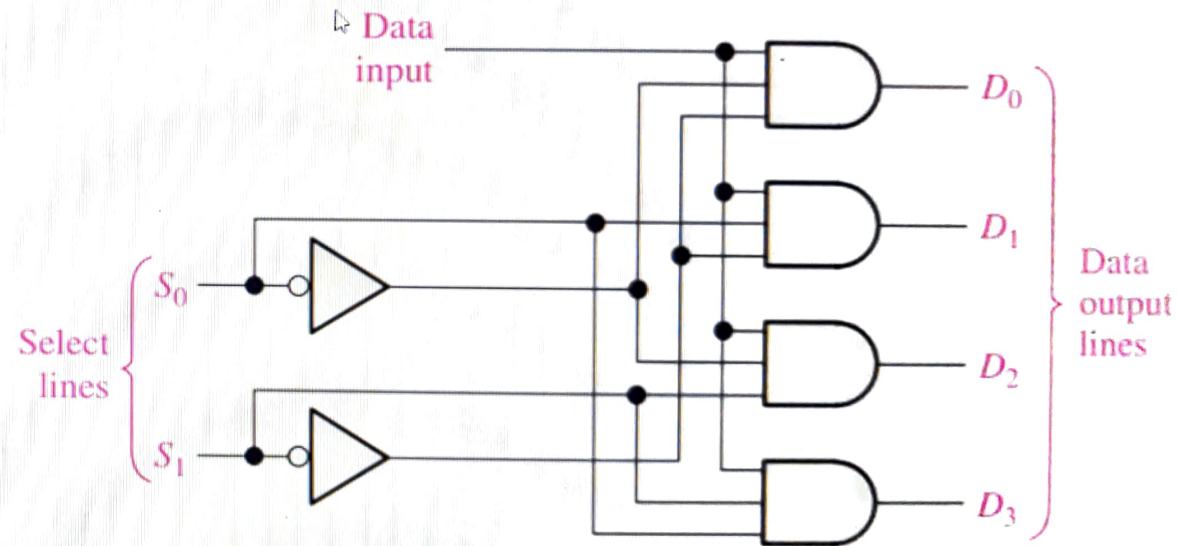 Data
input
D₀
D₁
Data
output
lines
S₀
Select
lines
D₂
S₁
D₃